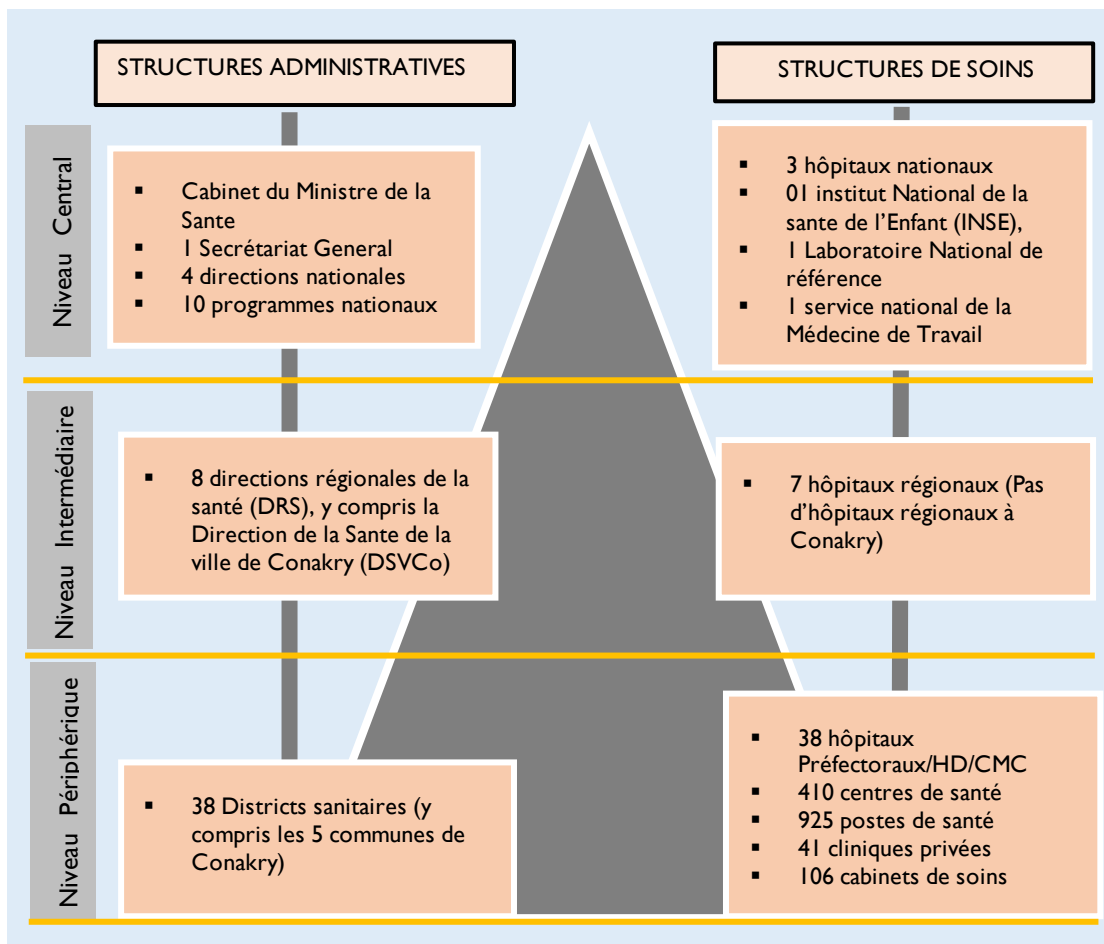 STRUCTURES ADMINISTRATIVES
STRUCTURES DE SOINS
Niveau Central
▪ Cabinet du Ministre de la
Sante
▪ 1 Secrétariat General
▪ 4 directions nationales
▪ 10 programmes nationaux
▪ 3 hôpitaux nationaux
▪ 01 institut National de la
sante de l’Enfant (INSE),
▪ 1 Laboratoire National de
référence
▪ 1 service national de la
Médecine de Travail
Niveau Intermédiaire
▪ 8 directions régionales de la
santé (DRS), y compris la
Direction de la Sante de la
ville de Conakry (DSVCo)
▪ 7 hôpitaux régionaux (Pas
d’hôpitaux régionaux à
Conakry)
Niveau Périphérique
▪ 38 Districts sanitaires (y
compris les 5 communes de
Conakry)
▪ 38 hôpitaux
Préfectoraux/HD/CMC
▪ 410 centres de santé
▪ 925 postes de santé
▪ 41 cliniques privées
▪ 106 cabinets de soins